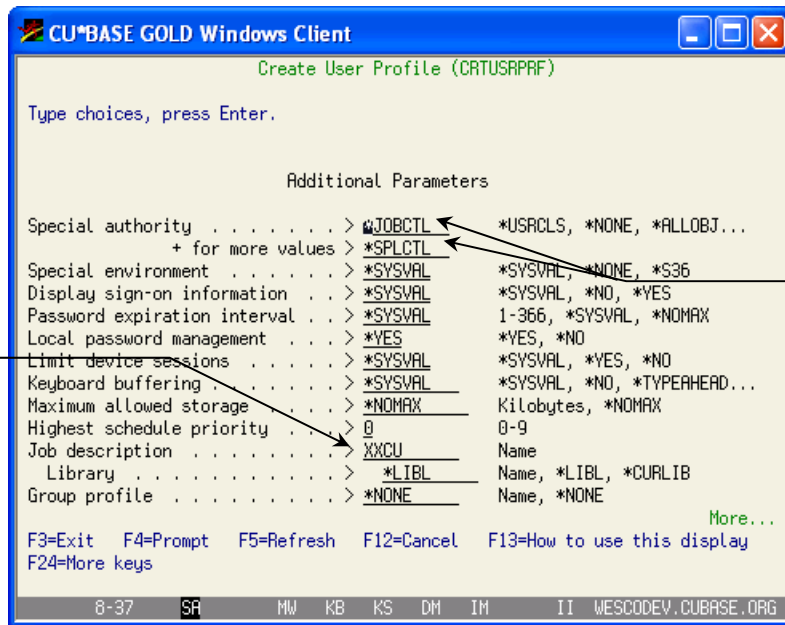 CU*BASE GOLD Windows Client
Create User Profile (CRTUSRPRF)
Type choices, press Enter.
Additional Parameters
Special authority . . . . . . . > *JOBCTL *USRCLS, *NONE, *ALLOBJ...
+ for more values > *SPLCTL
Special environment . . . . . . > *SYSVAL *SYSVAL, *NONE, *S36
Display sign-on information . . > *SYSVAL *SYSVAL, *NO, *YES
Password expiration interval . . > *SYSVAL 1-366, *SYSVAL, *NOMAX
Local password management . . . > *YES *YES, *NO
Limit device sessions . . . . . > *SYSVAL *SYSVAL, *YES, *NO
Keyboard buffering . . . . . . . > *SYSVAL *SYSVAL, *NO, *TYPEAHEAD...
Maximum allowed storage . . . . > *NOMAX Kilobytes, *NOMAX
Highest schedule priority . . . > 0 0-9
Job description . . . . . . . . > XXCU Name
Library . . . . . . . . . . . > *LIBL Name, *LIBL, *CURLIB
Group profile . . . . . . . . . > *NONE Name, *NONE
More...
F3=Exit F4=Prompt F5=Refresh F12=Cancel F13=How to use this display
F24=More keys
8-37 SA MW KB KS DM IM II WESCODEV.CUBASE.ORG